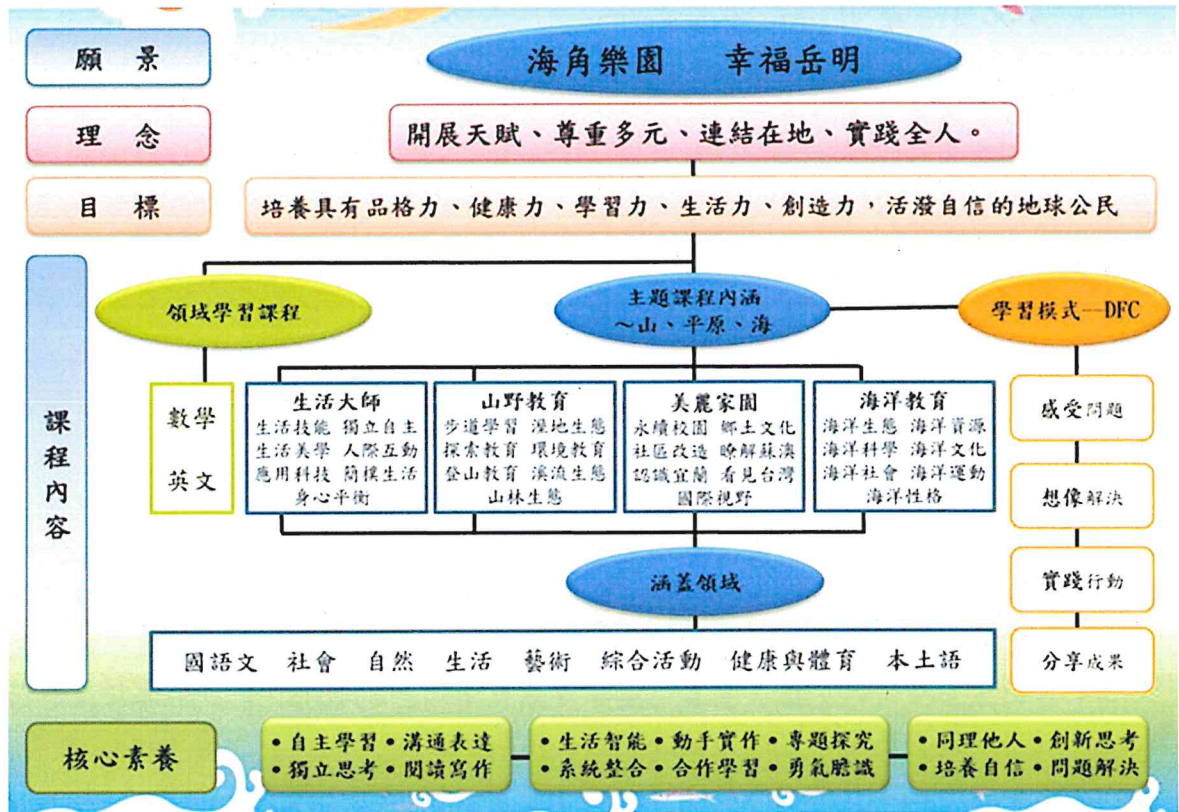 願 景
海角樂園 幸福岳明
理 念
開展天賦、尊重多元、連結在地、實踐全人。
目 標
培養具有品格力、健康力、學習力、生活力、創造力，活潑自信的地球公民
課程內容
領域學習課程
數學
英文
主題課程內涵
～山、平原、海
生活大師
生活技能 獨立自主
生活美學 人際互動
應用科技 簡樸生活
身心平衡
山野教育
步道學習 溼地生態
探索教育 環境教育
登山教育 溪流生態
山林生態
美麗家園
永續校園 鄉土文化
社區改造 瞭解蘇澳
認識宜蘭 看見台灣
國際視野
海洋教育
海洋生態 海洋資源
海洋科學 海洋文化
海洋社會 海洋運動
海洋性格
涵蓋領域
國語文 社會 自然 生活 藝術 綜合活動 健康與體育 本土語
學習模式---DFC
感受問題
想像解決
實踐行動
分享成果
核心素養
• 自主學習 • 溝通表達
• 獨立思考 • 閱讀寫作
• 生活智能 • 動手實作 • 專題探究
• 系統整合 • 合作學習 • 勇氣膽識
• 同理他人 • 創新思考
• 培養自信 • 問題解決